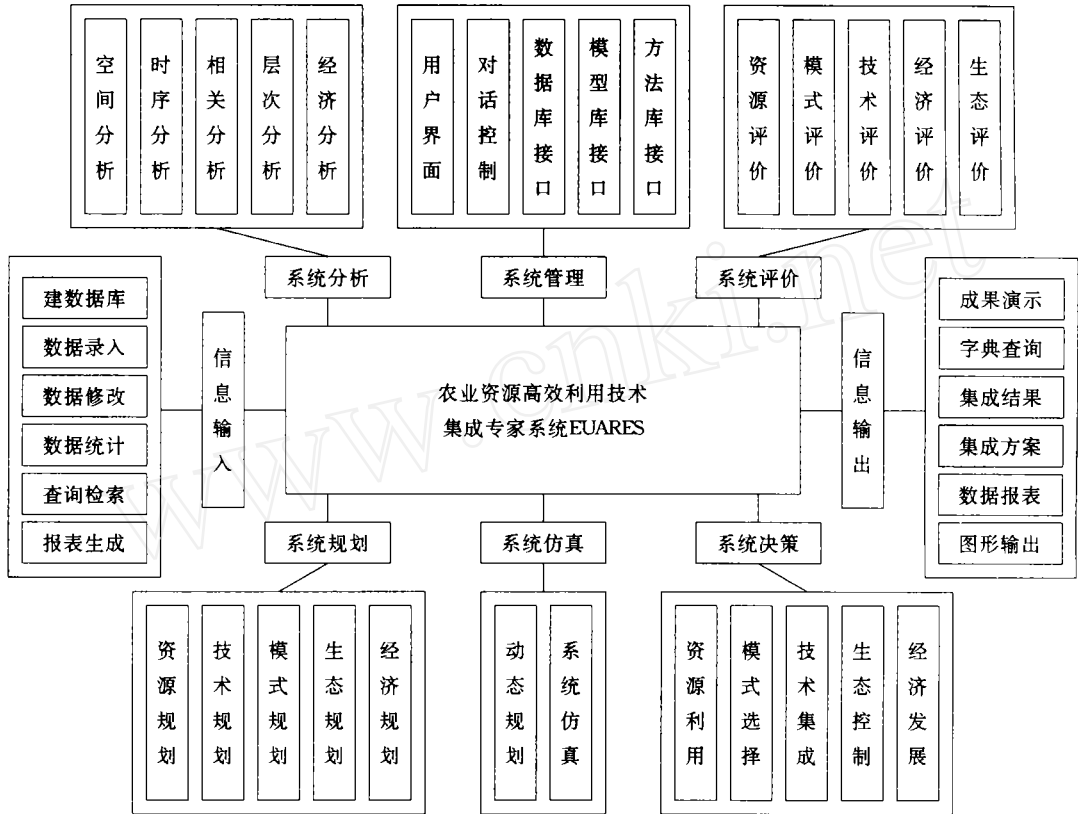 空间分析
时序分析
相关分析
层次分析
经济分析
用户界面
对话控制
数据库接口
模型库接口
方法库接口
资源评价
模式评价
技术评价
经济评价
生态评价
系统分析
系统管理
系统评价
建数据库
数据录入
数据修改
数据统计
查询检索
报表生成
信息输入
农业资源高效利用技术
集成专家系统EUARES
信息输出
成果演示
字典查询
集成结果
集成方案
数据报表
图形输出
系统规划
系统仿真
系统决策
资源规划
技术规划
模式规划
生态规划
经济规划
动态规划
系统仿真
资源利用
模式选择
技术集成
生态控制
经济发展
www.cnki.net